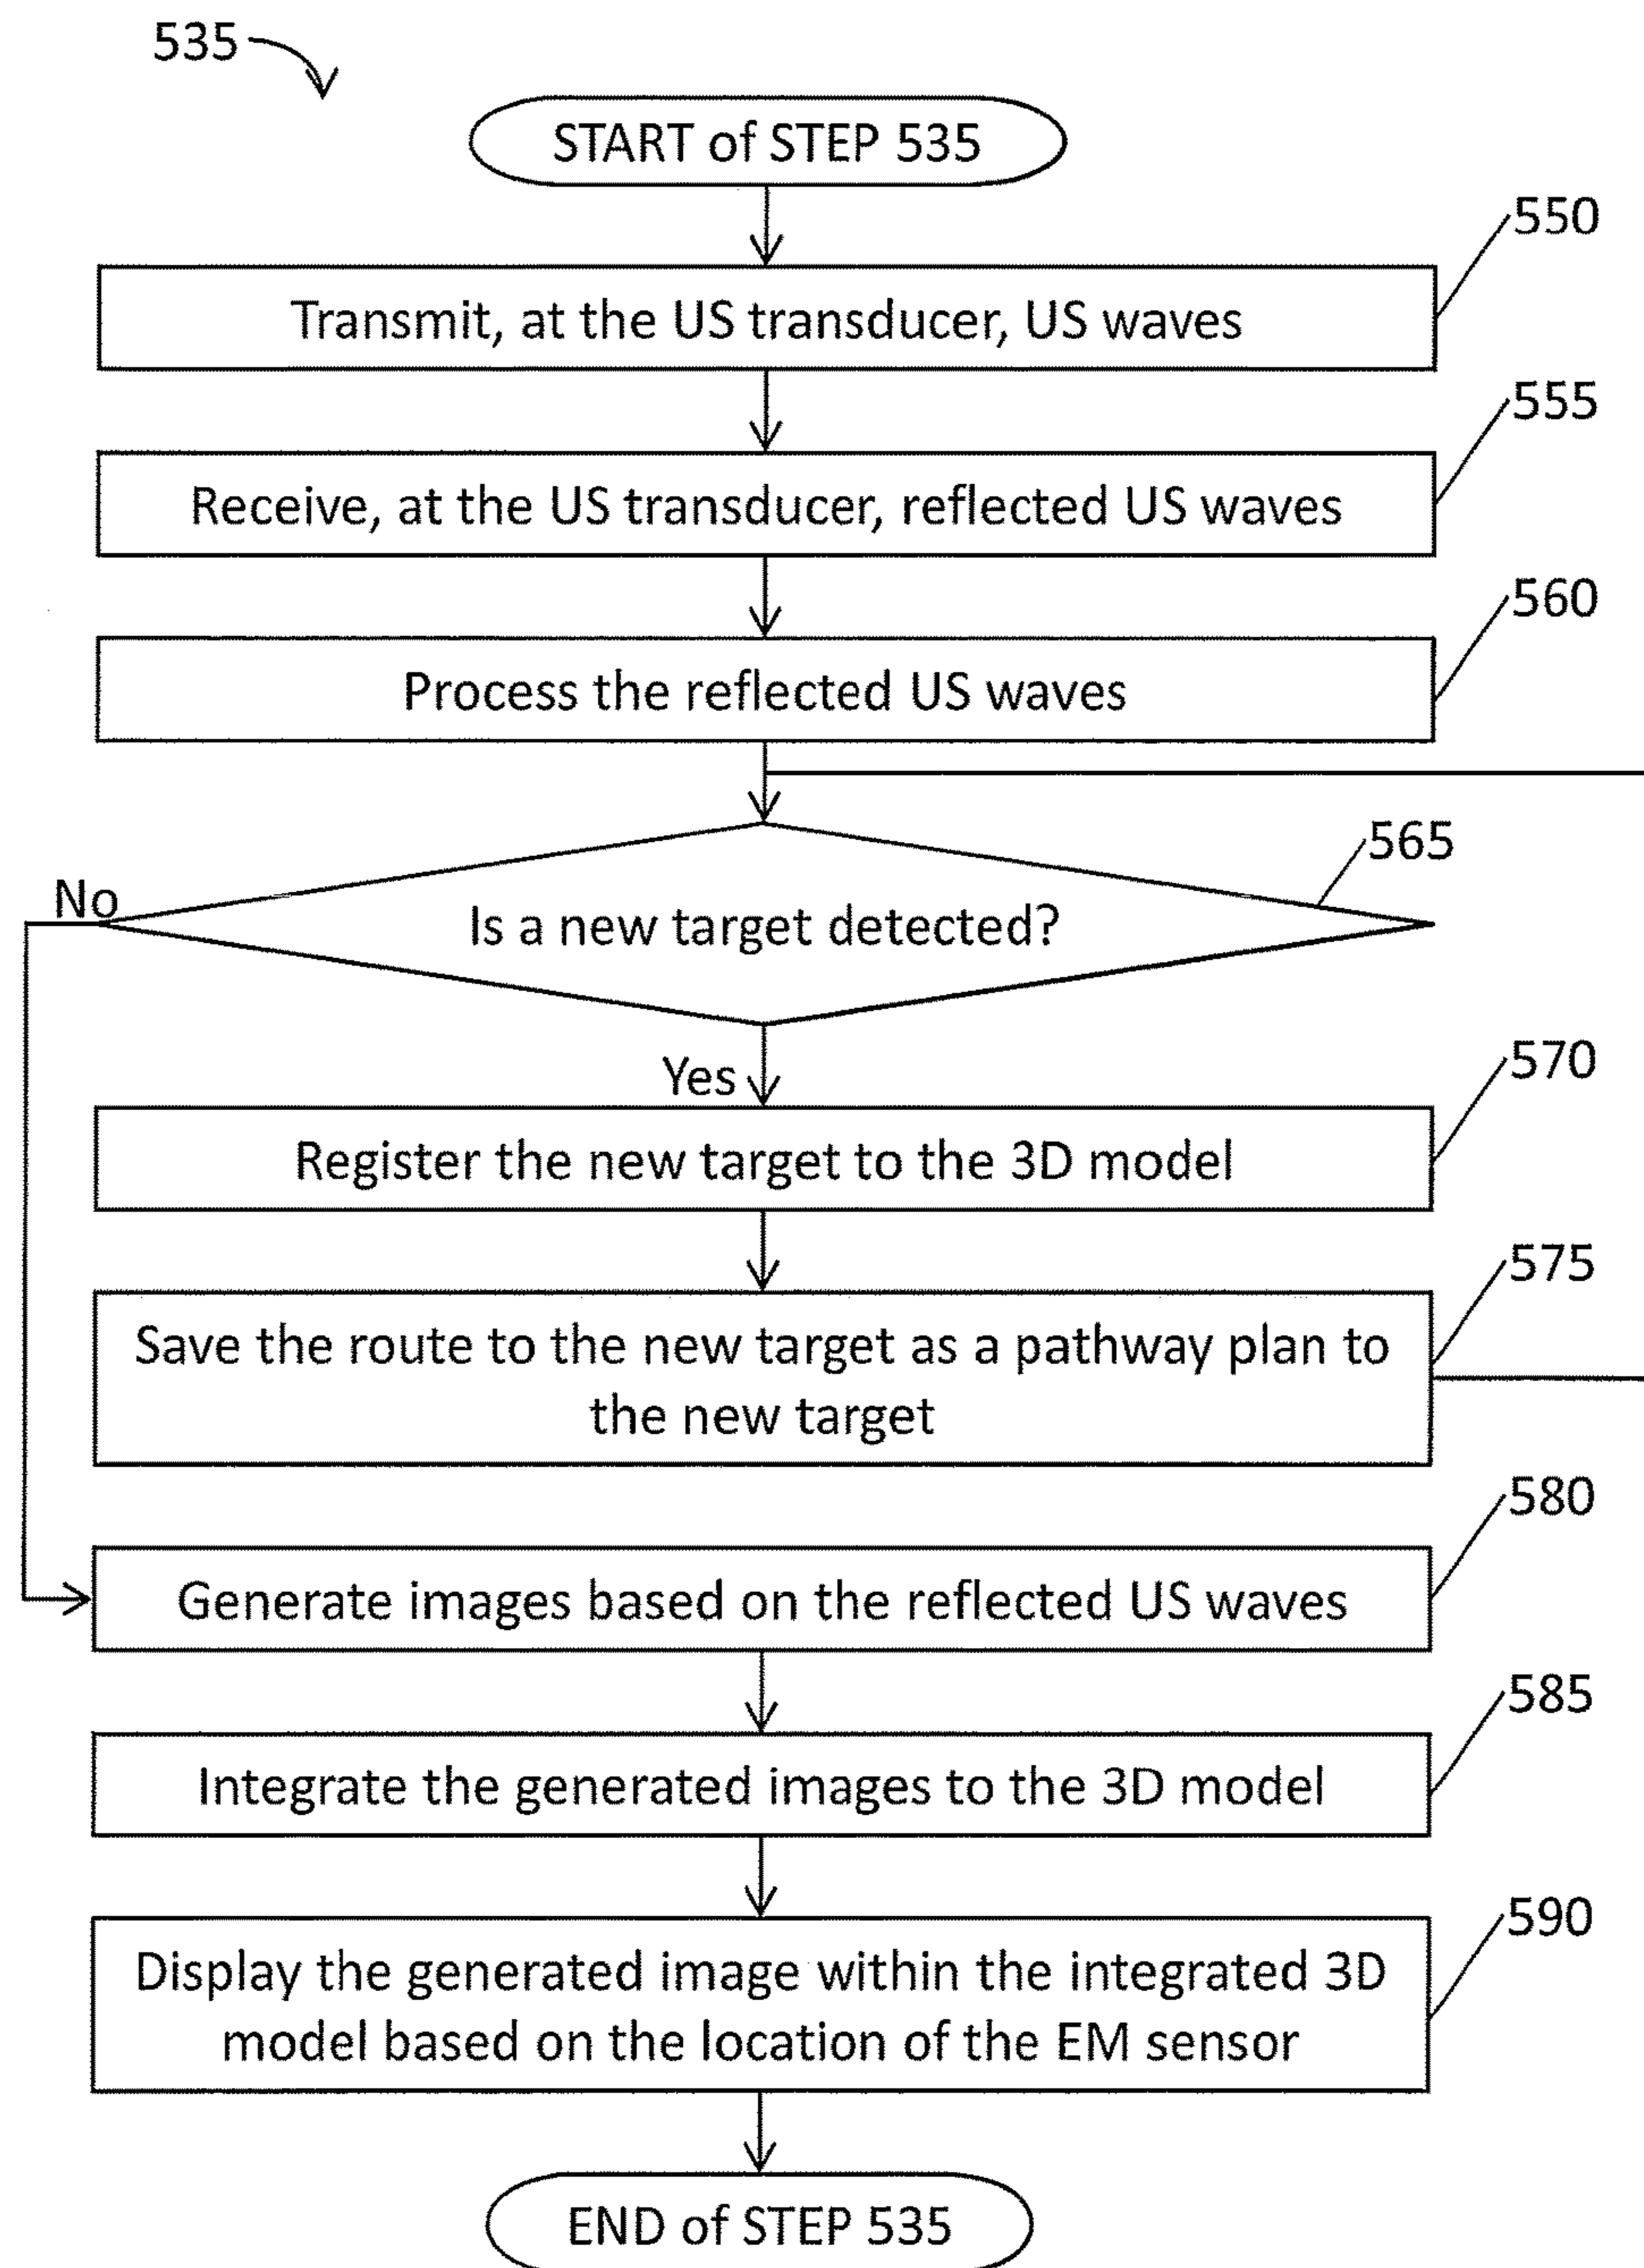 535
START of STEP 535
550
Transmit, at the US transducer, US waves
555
Receive, at the US transducer, reflected US waves
560
Process the reflected US waves
565
No
Is a new target detected?
Yes
570
Register the new target to the 3D model
575
Save the route to the new target as a pathway plan to
the new target
580
Generate images based on the reflected US waves
585
Integrate the generated images to the 3D model
590
Display the generated image within the integrated 3D
model based on the location of the EM sensor
END of STEP 535